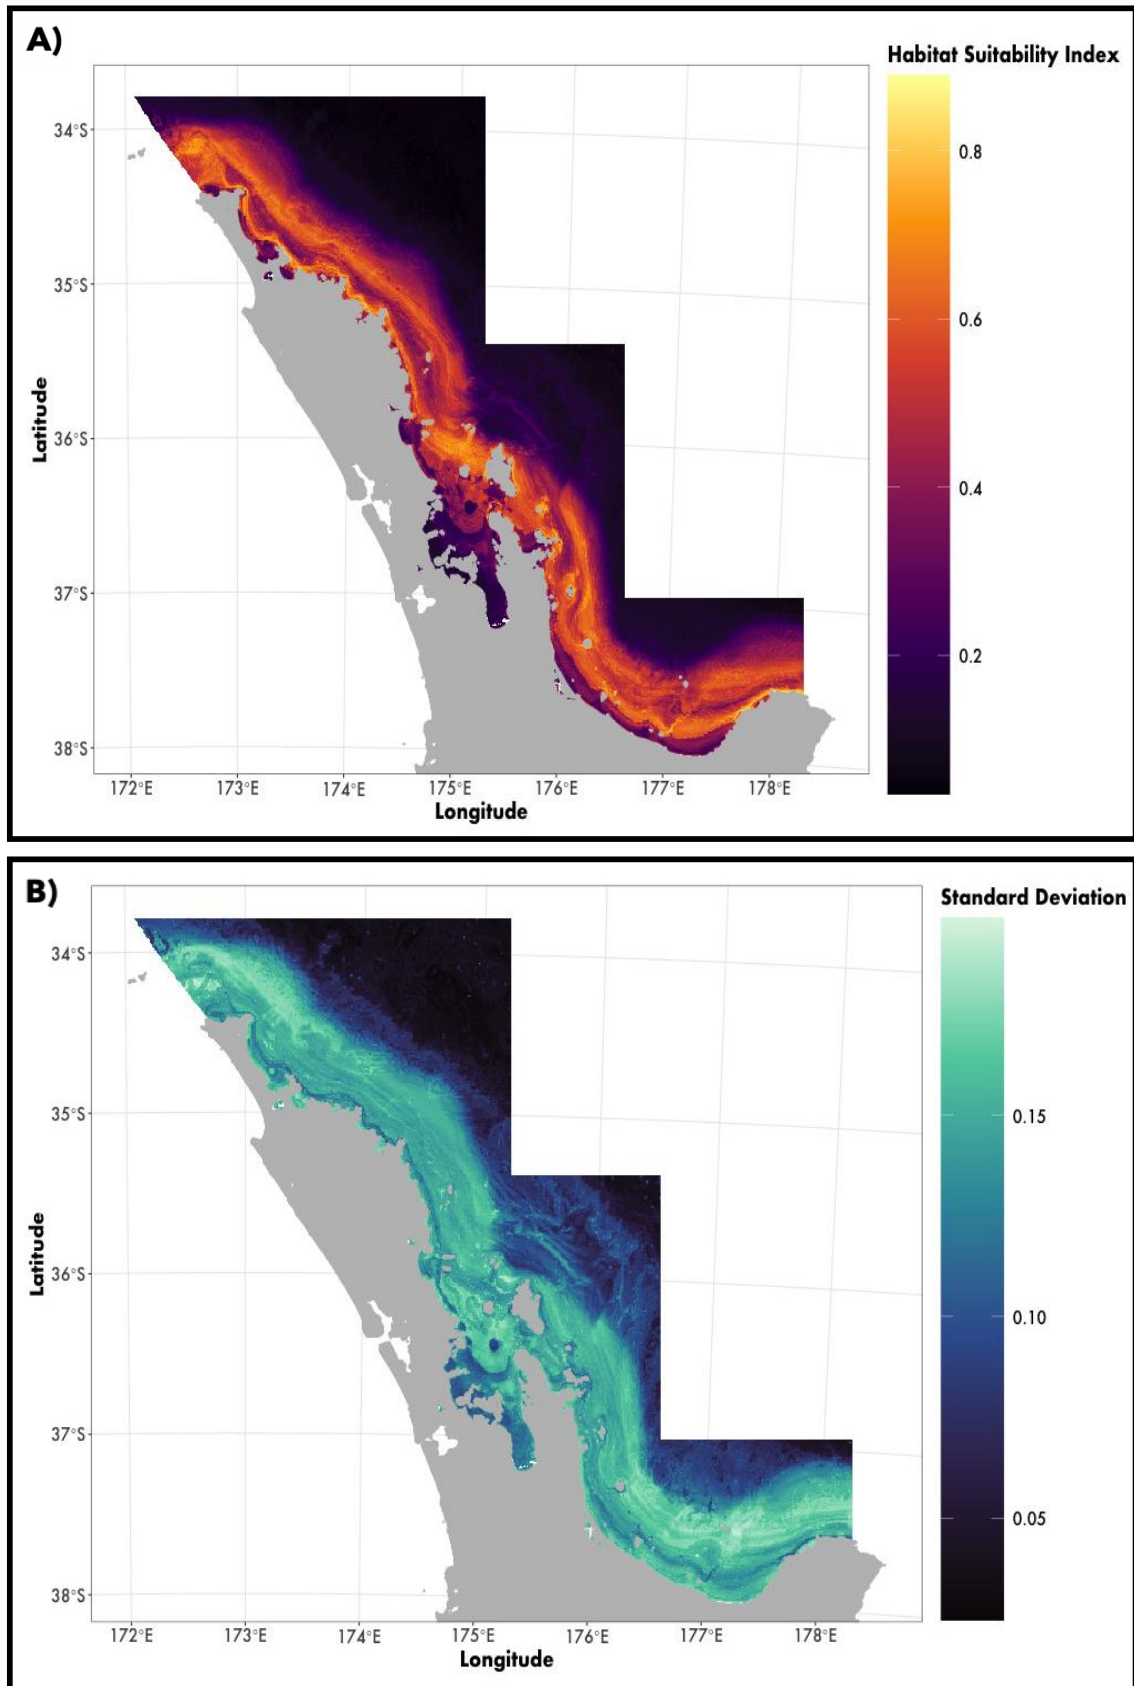 A)
Habitat Suitability Index
0.8
0.6
0.4
0.2
34°S
35°S
36°S
37°S
38°S
Latitude
172°E 173°E 174°E 175°E 176°E 177°E 178°E
Longitude
B)
Standard Deviation
0.15
0.10
0.05
34°S
35°S
36°S
37°S
38°S
Latitude
172°E 173°E 174°E 175°E 176°E 177°E 178°E
Longitude